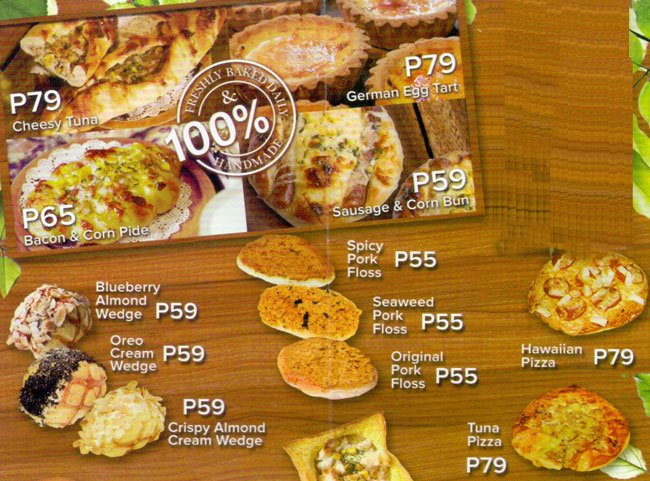 P79
Cheesy Tuna
FRESHLY BAKED DAILY
&
100%
HANDMADE
P79
German Egg Tart
P65
Bacon & Corn Pide
P59
Sausage & Corn Bun
Blueberry
Almond
Wedge P59
Oreo
Cream
Wedge P59
P59
Crispy Almond
Cream Wedge
Spicy
Pork
Floss P55
Seaweed
Pork
Floss P55
Original
Pork
Floss P55
Hawaiian
Pizza P79
Tuna
Pizza
P79